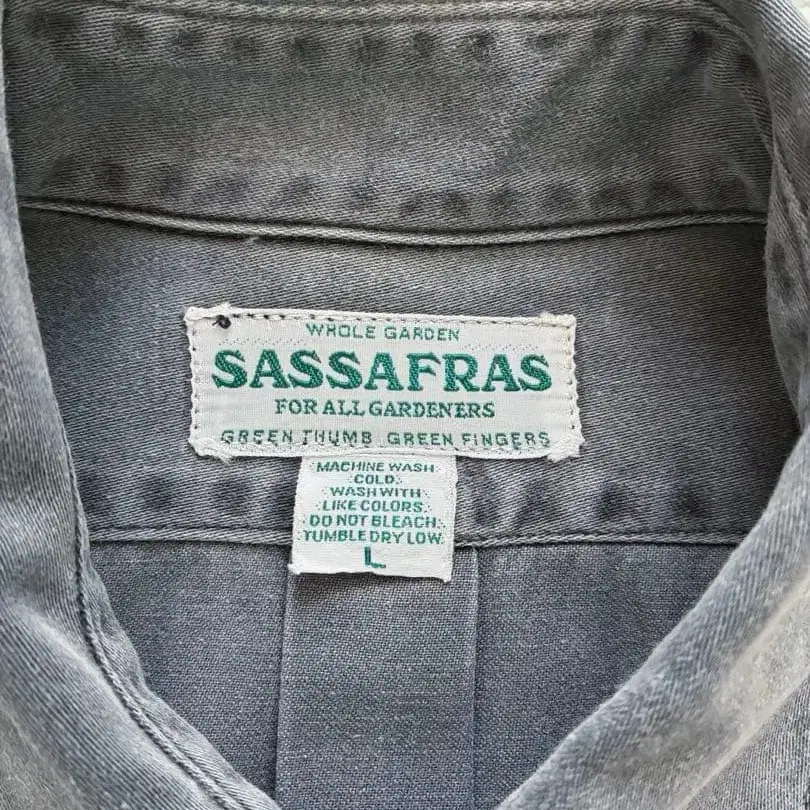 WHOLE GARDEN
SASSAFRAS
FOR ALL GARDENERS
GREEN THUMB GREEN FINGERS
MACHINE WASH
COLD.
WASH WITH
LIKE COLORS.
DO NOT BLEACH.
TUMBLE DRY LOW.
L